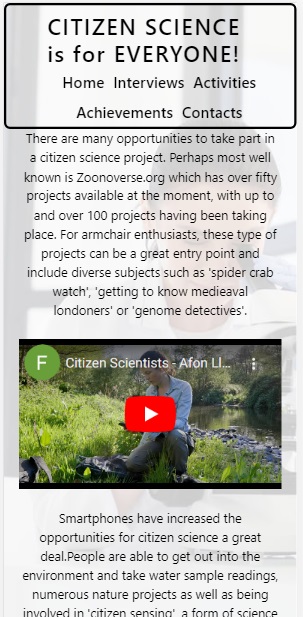 CITIZEN SCIENCE
is for EVERYONE!
Home Interviews Activities
Achievements Contacts
There are many opportunities to take part in
a citizen science project. Perhaps most well
known is Zoonoverse.org which has over fifty
projects available at the moment, with up to
and over 100 projects having been taking
place. For armchair enthusiasts, these type of
projects can be a great entry point and
include diverse subjects such as 'spider crab
watch', 'getting to know medieaval
londoners' or 'genome detectives'.
F Citizen Scientists - Afon Ll...
Smartphones have increased the
opportunities for citizen science a great
deal.People are able to get out into the
environment and take water sample readings,
numerous nature projects as well as being
involved in 'citizen sensing', a form of science